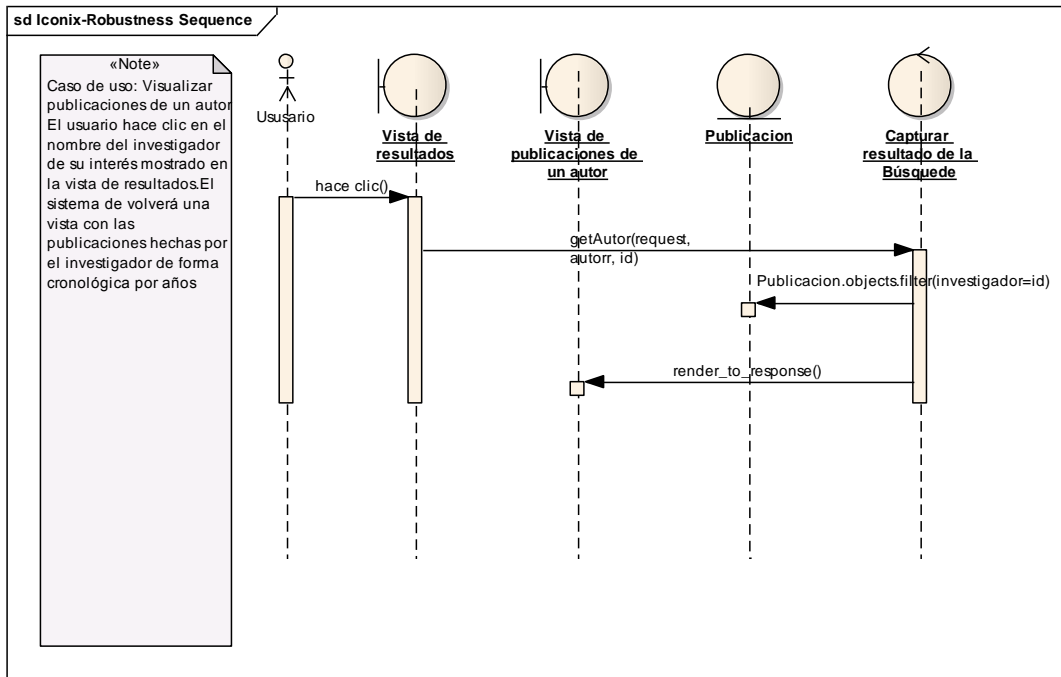 sd Iconix-Robustness Sequence
«Note»
Caso de uso: Visualizar
publicaciones de un autor
El usuario hace clic en el
nombre del investigador
de su interés mostrado en
la vista de resultados.El
sistema de volverá una
vista con las
publicaciones hechas por
el investigador de forma
cronológica por años
Ususario
Vista de
resultados
Vista de
publicaciones de
un autor
Publicacion
Capturar
resultado de la
Búsquede
hace clic()
getAutor(request,
autorr, id)
Publicacion.objects.filter(investigador=id)
render_to_response()